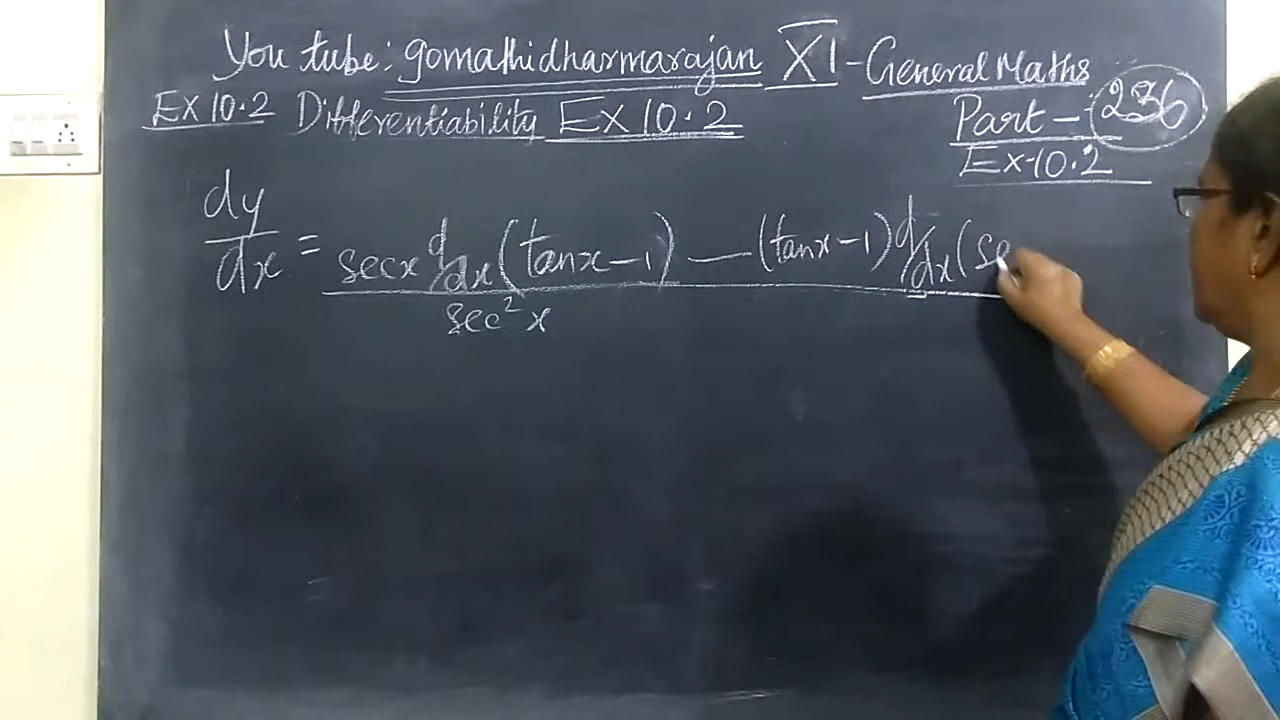 You tube: gomathidharmarajan XI - General Maths
Ex 10.2 Differentiability Ex 10.2
Part - 236
Ex-10.2
dy/dx = secx d/dx (tanx - 1) — (tanx - 1) d/dx (se
sec²x